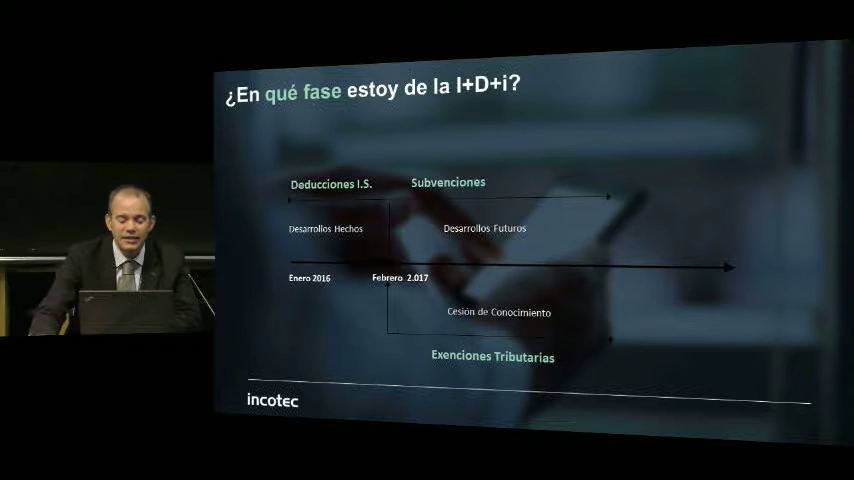 ¿En qué fase estoy de la I+D+i?
Deducciones I.S. Subvenciones
Desarrollos Hechos Desarrollos Futuros
Enero 2016 Febrero 2.017
Cesión de Conocimiento
Exenciones Tributarias
incotec